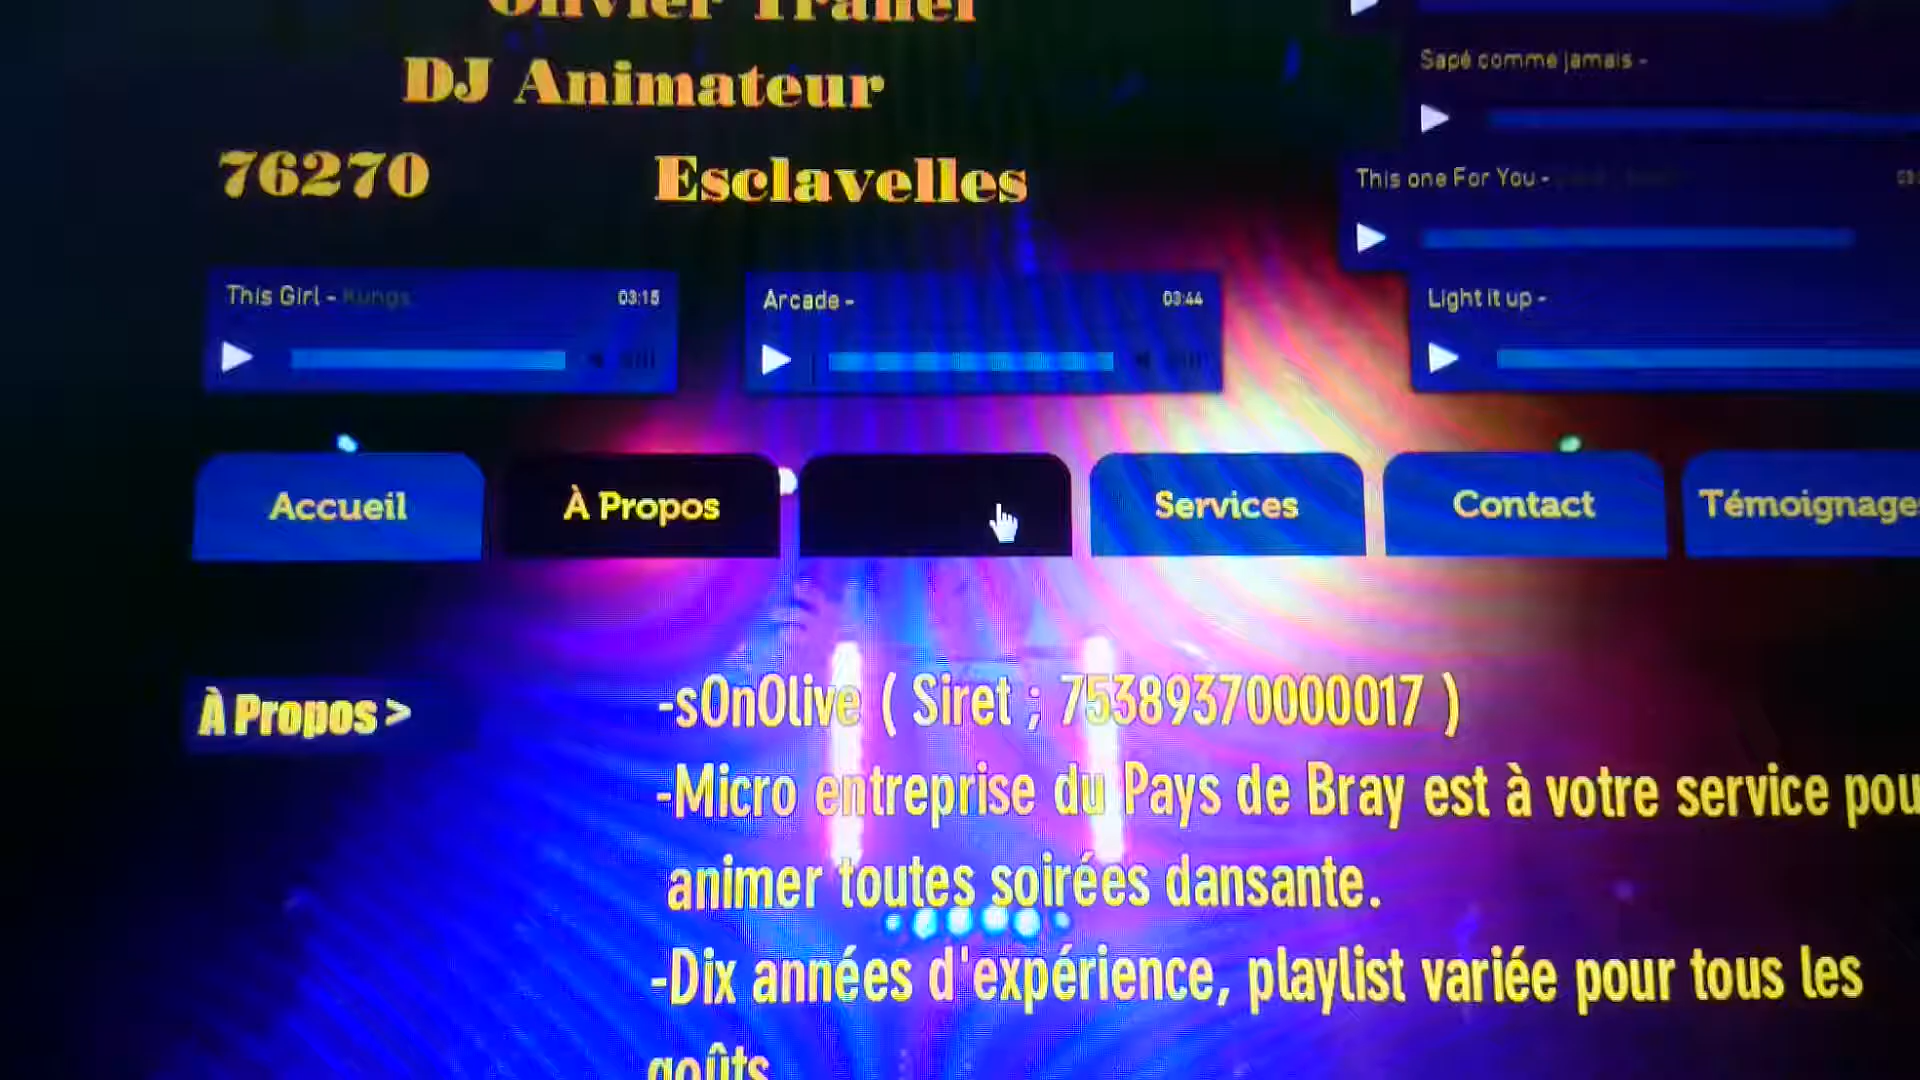 DJ Animateur
76270 Esclavelles
Sapé comme jamais -
This one For You -
This Girl - Kungs 03:15
Arcade - 03:44
Light it up -
Accueil
À Propos
Services
Contact
Témoignage
À Propos >
-sOnOlive ( Siret ; 75389370000017 )
-Micro entreprise du Pays de Bray est à votre service pou
animer toutes soirées dansante.
-Dix années d'expérience, playlist variée pour tous les
goûts